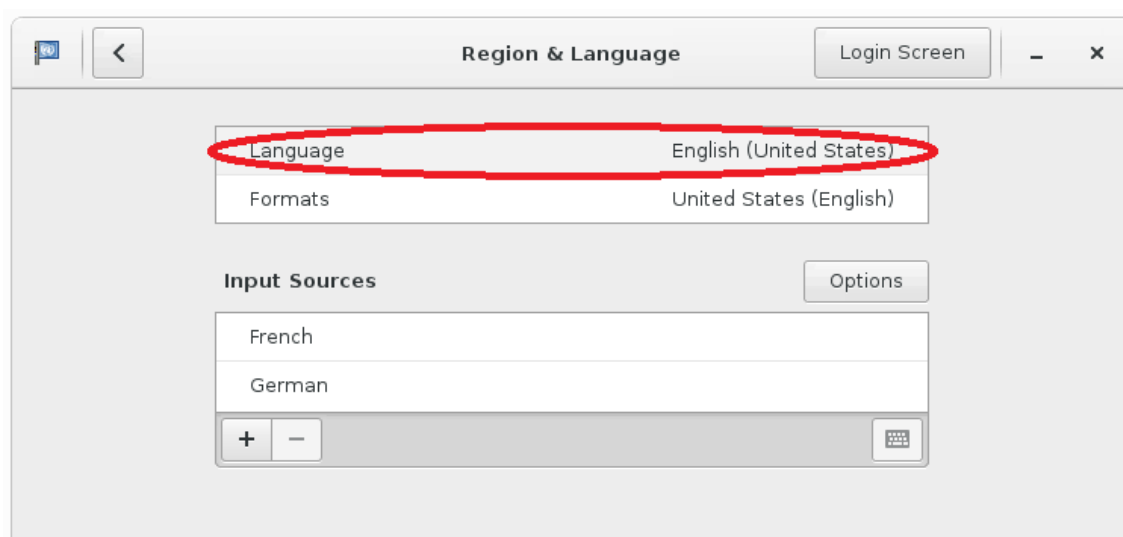 Region & Language
Login Screen
Language English (United States)
Formats United States (English)
Input Sources
Options
French
German